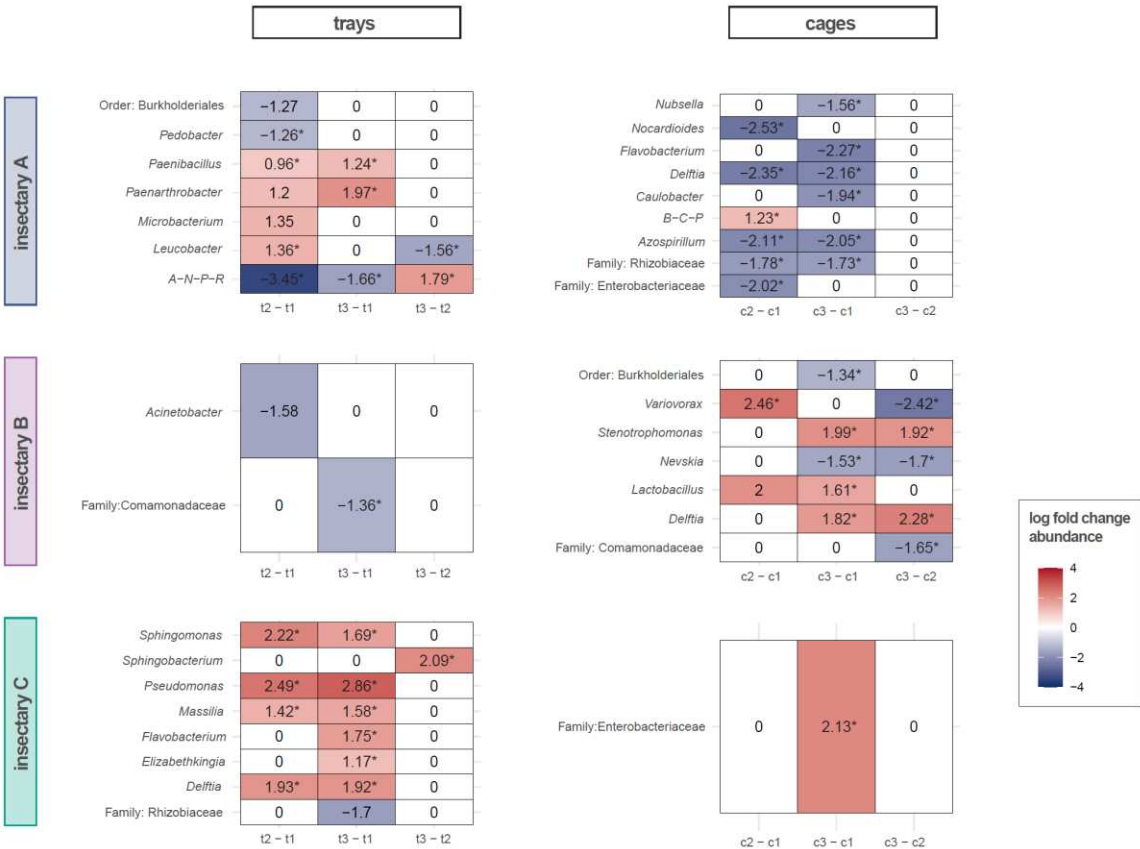 trays
cages
insectary A
Order: Burkholderiales −1.27 0 0
Pedobacter −1.26* 0 0
Paenibacillus 0.96* 1.24* 0
Paenarthrobacter 1.2 1.97* 0
Microbacterium 1.35 0 0
Leucobacter 1.36* 0 −1.56*
A−N−P−R −3.45* −1.66* 1.79*
t2 − t1 t3 − t1 t3 − t2
Nubsella 0 −1.56* 0
Nocardioides −2.53* 0 0
Flavobacterium 0 −2.27* 0
Delftia −2.35* −2.16* 0
Caulobacter 0 −1.94* 0
B−C−P 1.23* 0 0
Azospirillum −2.11* −2.05* 0
Family: Rhizobiaceae −1.78* −1.73* 0
Family: Enterobacteriaceae −2.02* 0 0
c2 − c1 c3 − c1 c3 − c2
insectary B
Acinetobacter −1.58 0 0
Family:Comamonadaceae 0 −1.36* 0
t2 − t1 t3 − t1 t3 − t2
Order: Burkholderiales 0 −1.34* 0
Variovorax 2.46* 0 −2.42*
Stenotrophomonas 0 1.99* 1.92*
Nevskia 0 −1.53* −1.7*
Lactobacillus 2 1.61* 0
Delftia 0 1.82* 2.28*
Family: Comamonadaceae 0 0 −1.65*
c2 − c1 c3 − c1 c3 − c2
insectary C
Sphingomonas 2.22* 1.69* 0
Sphingobacterium 0 0 2.09*
Pseudomonas 2.49* 2.86* 0
Massilia 1.42* 1.58* 0
Flavobacterium 0 1.75* 0
Elizabethkingia 0 1.17* 0
Delftia 1.93* 1.92* 0
Family: Rhizobiaceae 0 −1.7 0
t2 − t1 t3 − t1 t3 − t2
Family:Enterobacteriaceae 0 2.13* 0
c2 − c1 c3 − c1 c3 − c2
log fold change
abundance
4
2
0
−2
−4